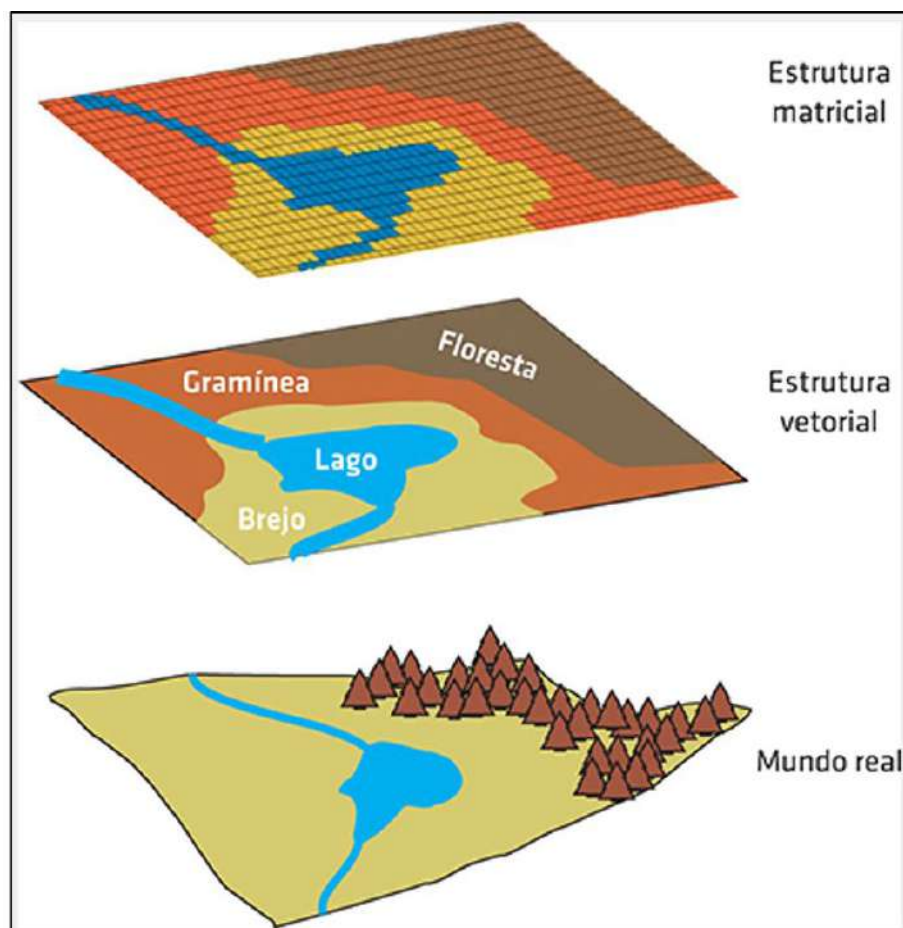 Estrutura
matricial
Floresta
Gramínea
Estrutura
vetorial
Lago
Brejo
Mundo real